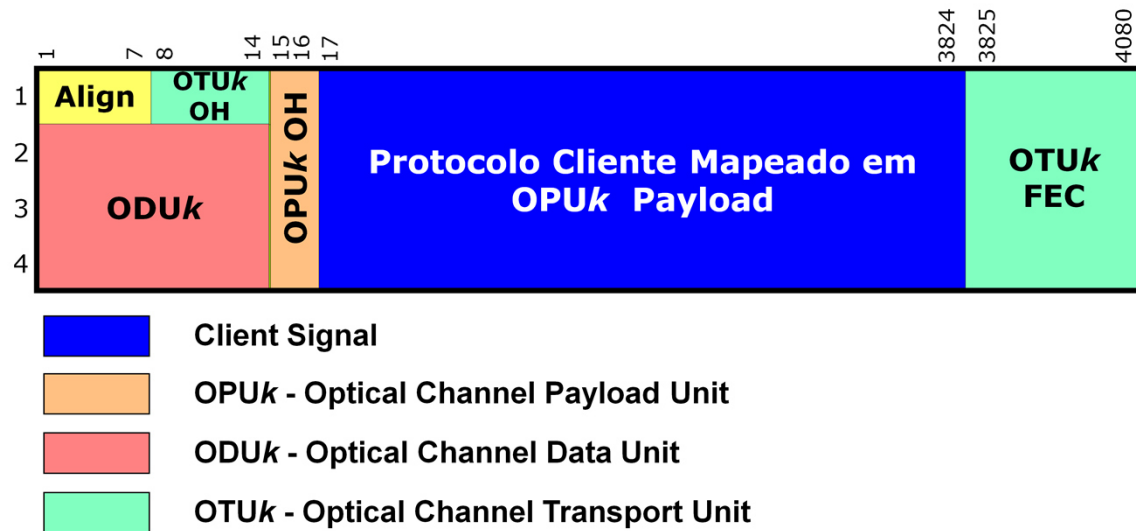 1 7 8 14 15 16 17 3824 3825 4080
1
2
3
4
Align
OTUk
OH
ODUk
OPUk OH
Protocolo Cliente Mapeado em
OPUk Payload
OTUk
FEC
Client Signal
OPUk - Optical Channel Payload Unit
ODUk - Optical Channel Data Unit
OTUk - Optical Channel Transport Unit